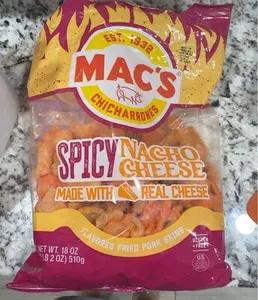 EST. 1932
MAC'S
CHICHARRONES
SPICY NACHO
CHEESE
MADE WITH REAL CHEESE
FLAVORED FRIED PORK SKINS
NET WT. 18 OZ
(1 LB 2 OZ) 510g
U.S.